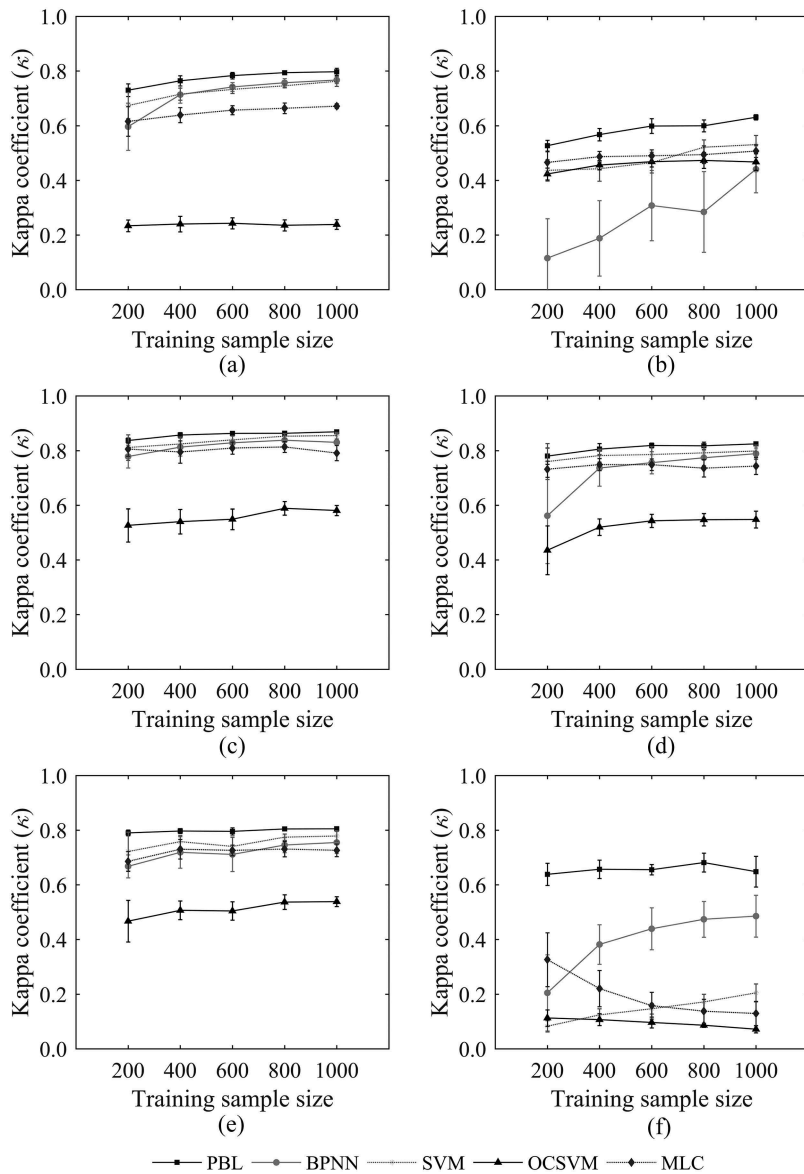 Kappa coefficient (κ)
1.0
0.8
0.6
0.4
0.2
0.0
200 400 600 800 1000
Training sample size
(a)
Kappa coefficient (κ)
1.0
0.8
0.6
0.4
0.2
0.0
200 400 600 800 1000
Training sample size
(b)
Kappa coefficient (κ)
1.0
0.8
0.6
0.4
0.2
0.0
200 400 600 800 1000
Training sample size
(c)
Kappa coefficient (κ)
1.0
0.8
0.6
0.4
0.2
0.0
200 400 600 800 1000
Training sample size
(d)
Kappa coefficient (κ)
1.0
0.8
0.6
0.4
0.2
0.0
200 400 600 800 1000
Training sample size
(e)
Kappa coefficient (κ)
1.0
0.8
0.6
0.4
0.2
0.0
200 400 600 800 1000
Training sample size
(f)
PBL BPNN SVM OCSVM MLC